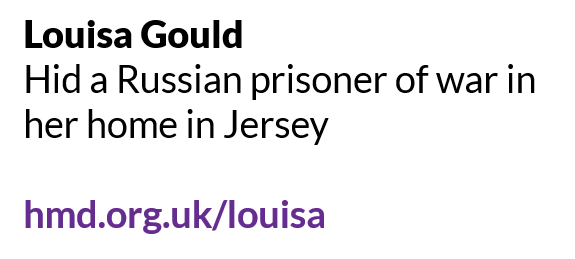 Louisa Gould
Hid a Russian prisoner of war in
her home in Jersey
hmd.org.uk/louisa